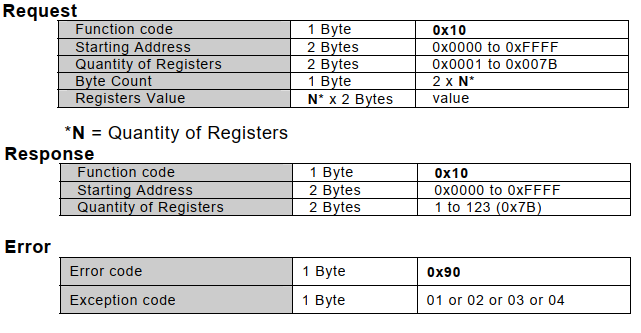 Request
Function code 1 Byte 0x10
Starting Address 2 Bytes 0x0000 to 0xFFFF
Quantity of Registers 2 Bytes 0x0001 to 0x007B
Byte Count 1 Byte 2 x N*
Registers Value N* x 2 Bytes value
*N = Quantity of Registers
Response
Function code 1 Byte 0x10
Starting Address 2 Bytes 0x0000 to 0xFFFF
Quantity of Registers 2 Bytes 1 to 123 (0x7B)
Error
Error code 1 Byte 0x90
Exception code 1 Byte 01 or 02 or 03 or 04